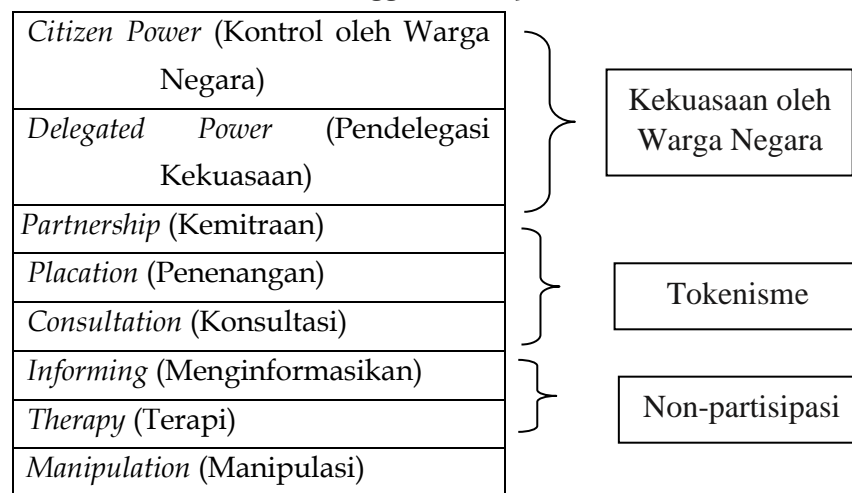 Citizen Power (Kontrol oleh Warga
Negara)
Delegated Power (Pendelegasi
Kekuasaan)
Partnership (Kemitraan)
Placation (Penenangan)
Consultation (Konsultasi)
Informing (Menginformasikan)
Therapy (Terapi)
Manipulation (Manipulasi)
Kekuasaan oleh
Warga Negara
Tokenisme
Non-partisipasi